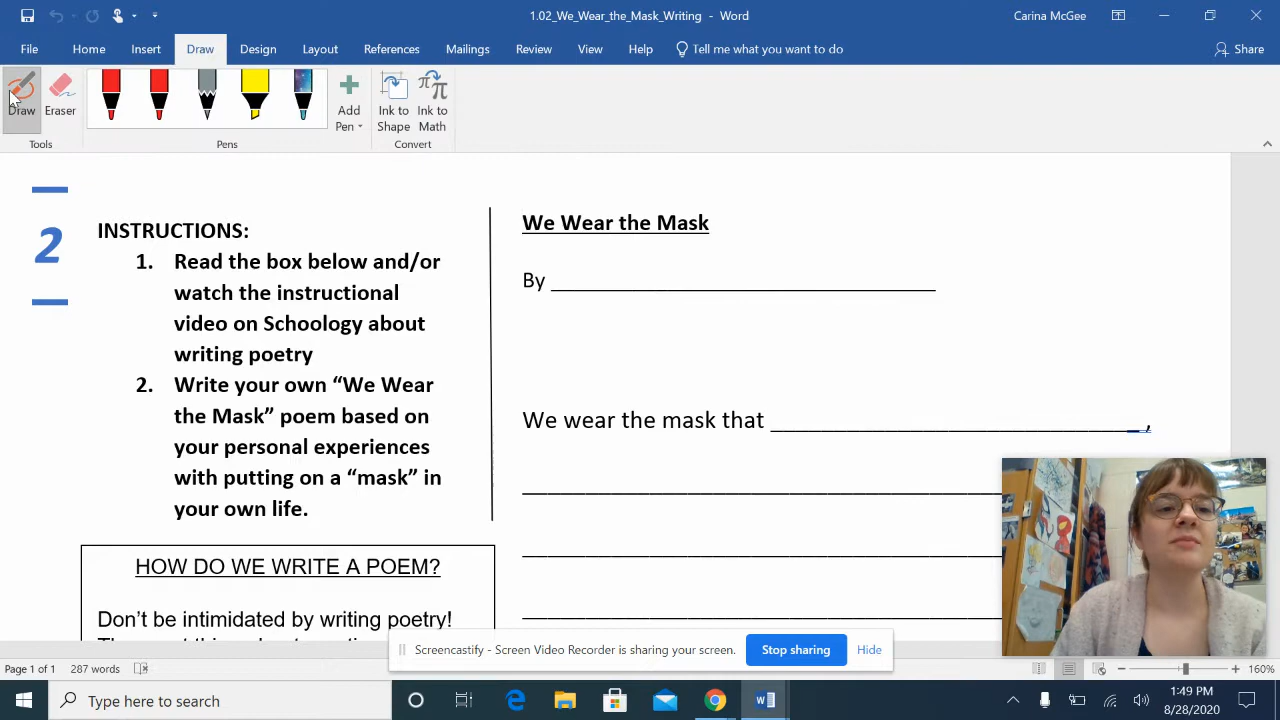 1.02_We_Wear_the_Mask_Writing - Word
Carina McGee
File Home Insert Draw Design Layout References Mailings Review View Help Tell me what you want to do Share
Draw Eraser Add Pen Ink to Shape Ink to Math
Tools Pens Convert
2
INSTRUCTIONS:
1. Read the box below and/or
watch the instructional
video on Schoology about
writing poetry
2. Write your own “We Wear
the Mask” poem based on
your personal experiences
with putting on a “mask” in
your own life.
HOW DO WE WRITE A POEM?
Don’t be intimidated by writing poetry!
We Wear the Mask
By ________________________________
We wear the mask that ______________________________,
Screencastify - Screen Video Recorder is sharing your screen. Stop sharing Hide
Page 1 of 1 287 words 160%
Type here to search
1:49 PM
8/28/2020